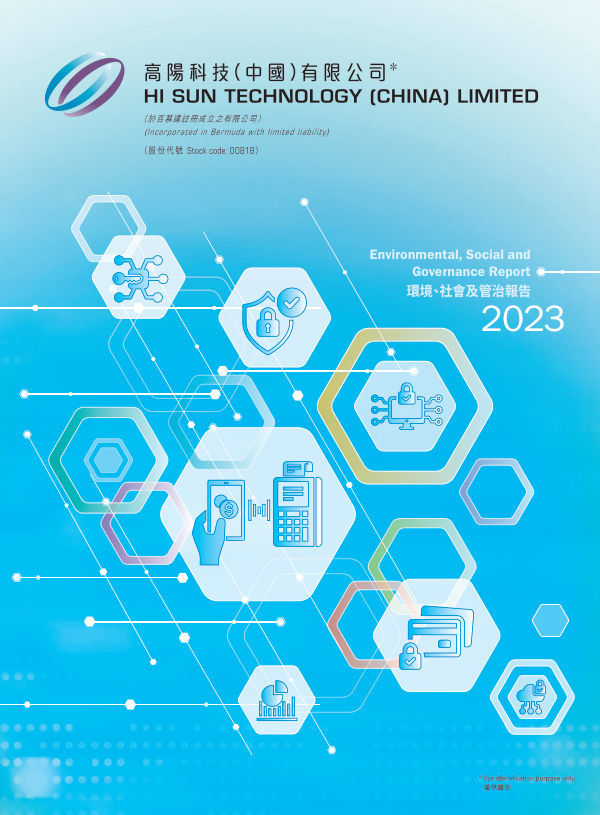 高陽科技(中國)有限公司*
HI SUN TECHNOLOGY (CHINA) LIMITED
(於百慕達註冊成立之有限公司)
(Incorporated in Bermuda with limited liability)
(股份代號 Stock code: 00818)
Environmental, Social and
Governance Report
環境、社會及管治報告
2023
* For identification purpose only
僅供識別